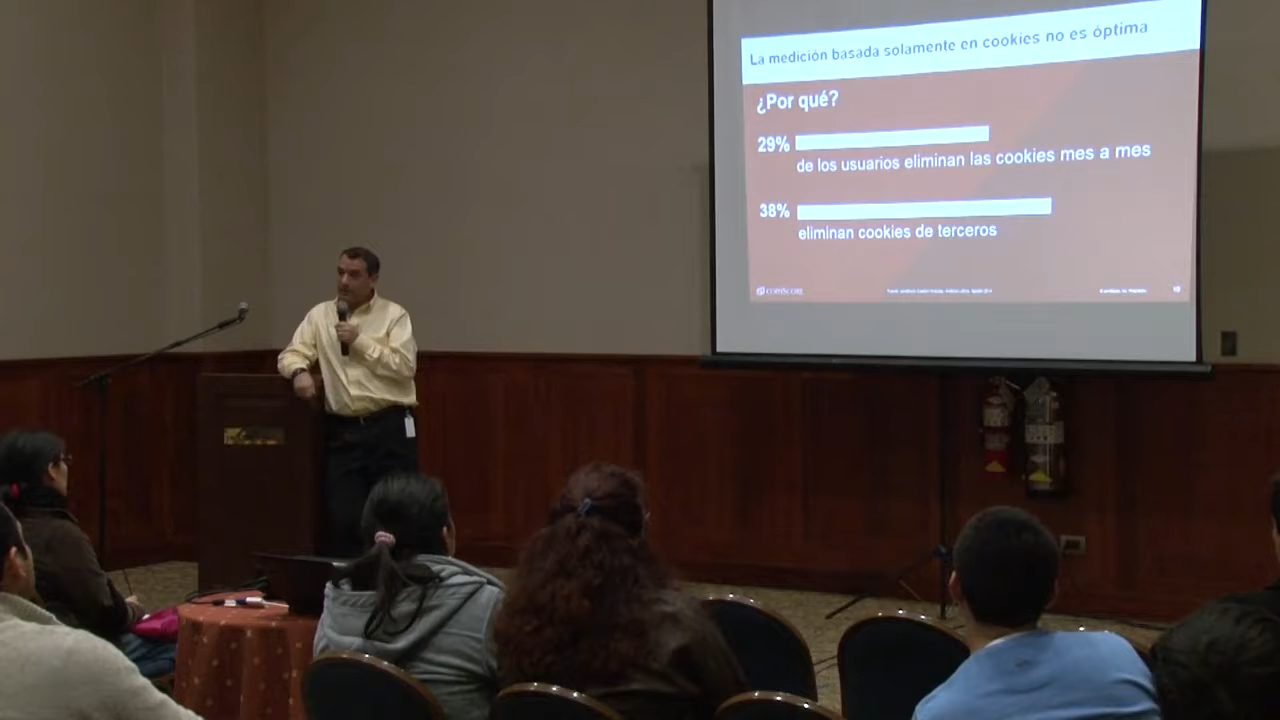 La medición basada solamente en cookies no es óptima
¿Por qué?
29%
de los usuarios eliminan las cookies mes a mes
38%
eliminan cookies de terceros
comScore